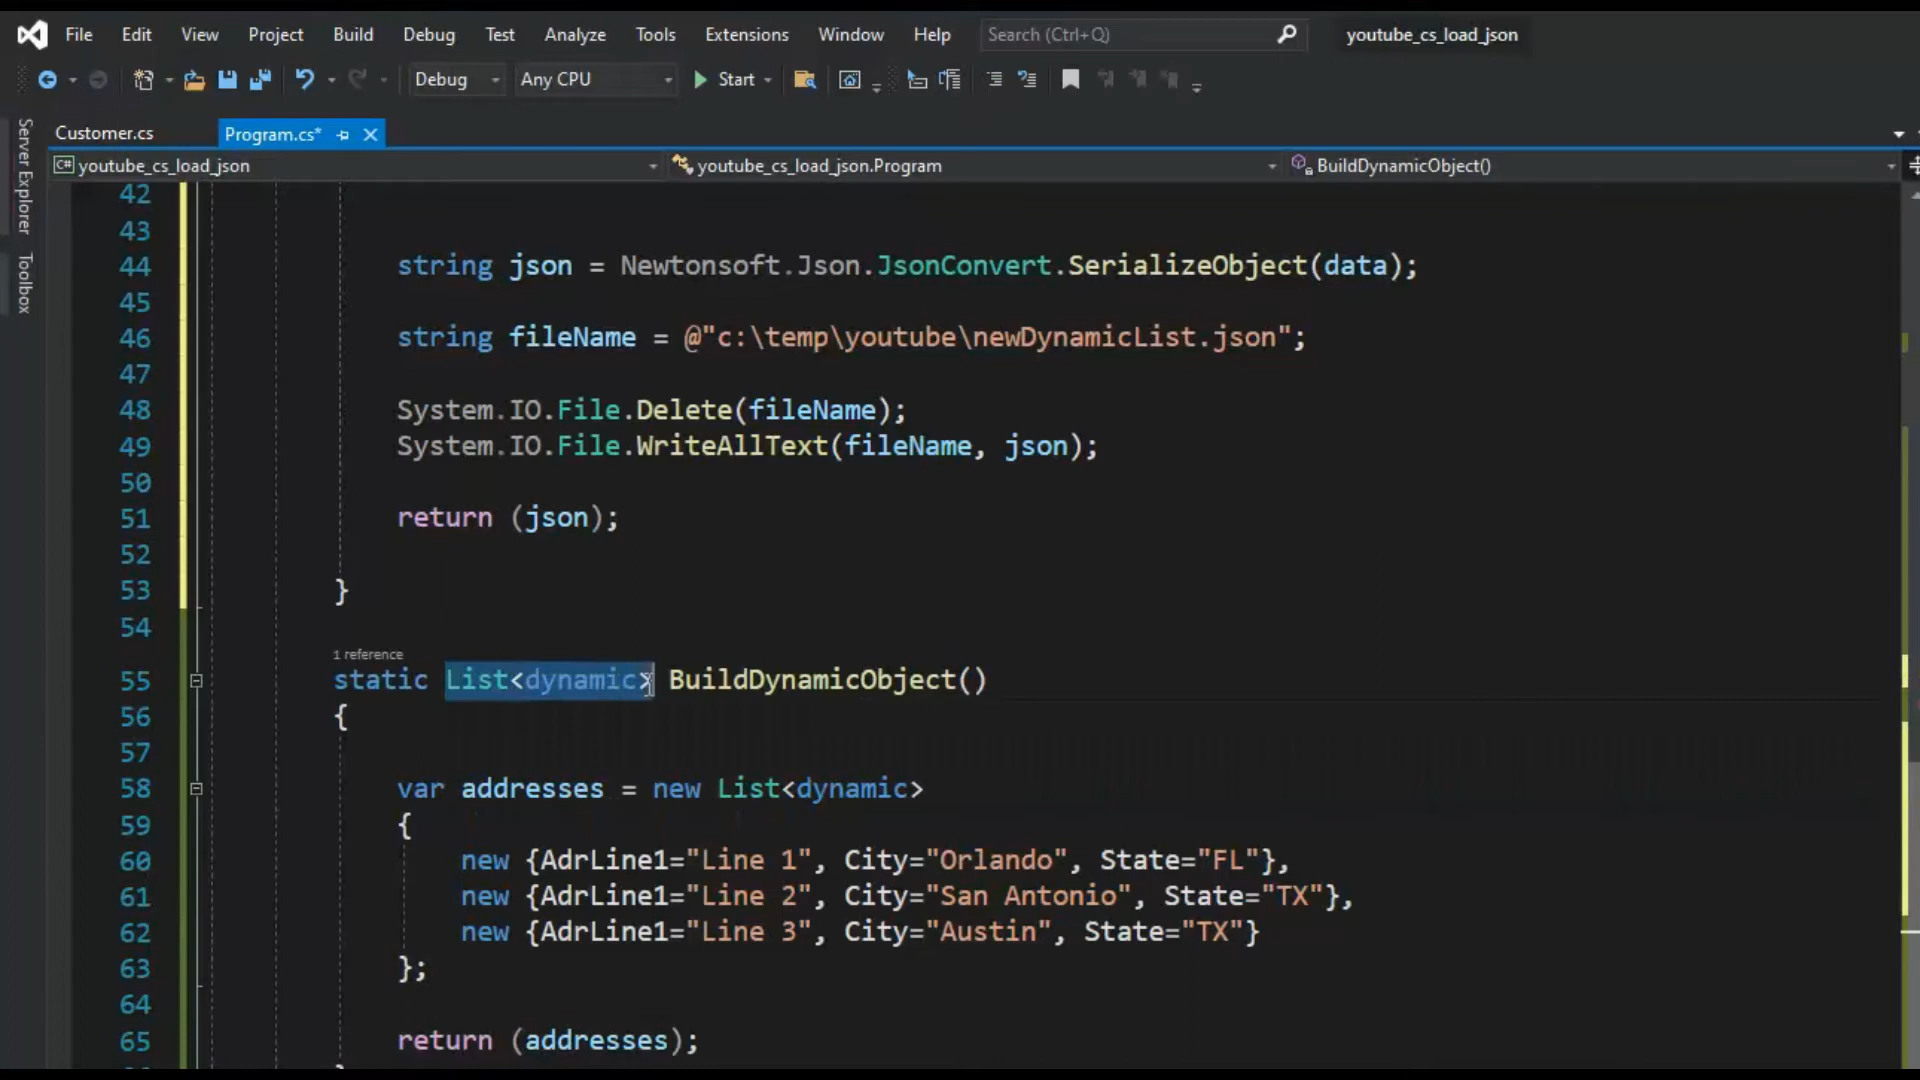 File Edit View Project Build Debug Test Analyze Tools Extensions Window Help Search (Ctrl+Q) youtube_cs_load_json
Debug Any CPU Start
Server Explorer
Toolbox
Customer.cs Program.cs*
C# youtube_cs_load_json youtube_cs_load_json.Program BuildDynamicObject()
42
43
44 string json = Newtonsoft.Json.JsonConvert.SerializeObject(data);
45
46 string fileName = @"c:\temp\youtube\newDynamicList.json";
47
48 System.IO.File.Delete(fileName);
49 System.IO.File.WriteAllText(fileName, json);
50
51 return (json);
52
53 }
54
1 reference
55 static List<dynamic> BuildDynamicObject()
56 {
57
58 var addresses = new List<dynamic>
59 {
60 new {AdrLine1="Line 1", City="Orlando", State="FL"},
61 new {AdrLine1="Line 2", City="San Antonio", State="TX"},
62 new {AdrLine1="Line 3", City="Austin", State="TX"}
63 };
64
65 return (addresses);